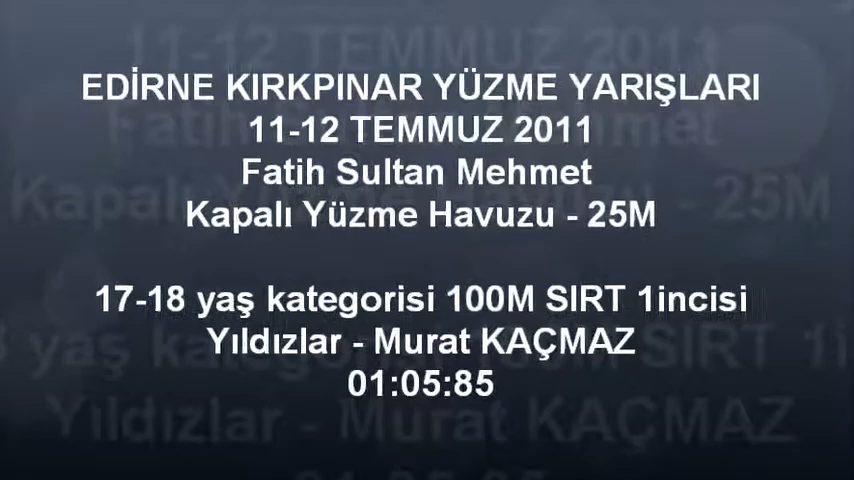 EDİRNE KIRKPINAR YÜZME YARIŞLARI
11-12 TEMMUZ 2011
Fatih Sultan Mehmet
Kapalı Yüzme Havuzu - 25M
17-18 yaş kategorisi 100M SIRT 1incisi
Yıldızlar - Murat KAÇMAZ
01:05:85